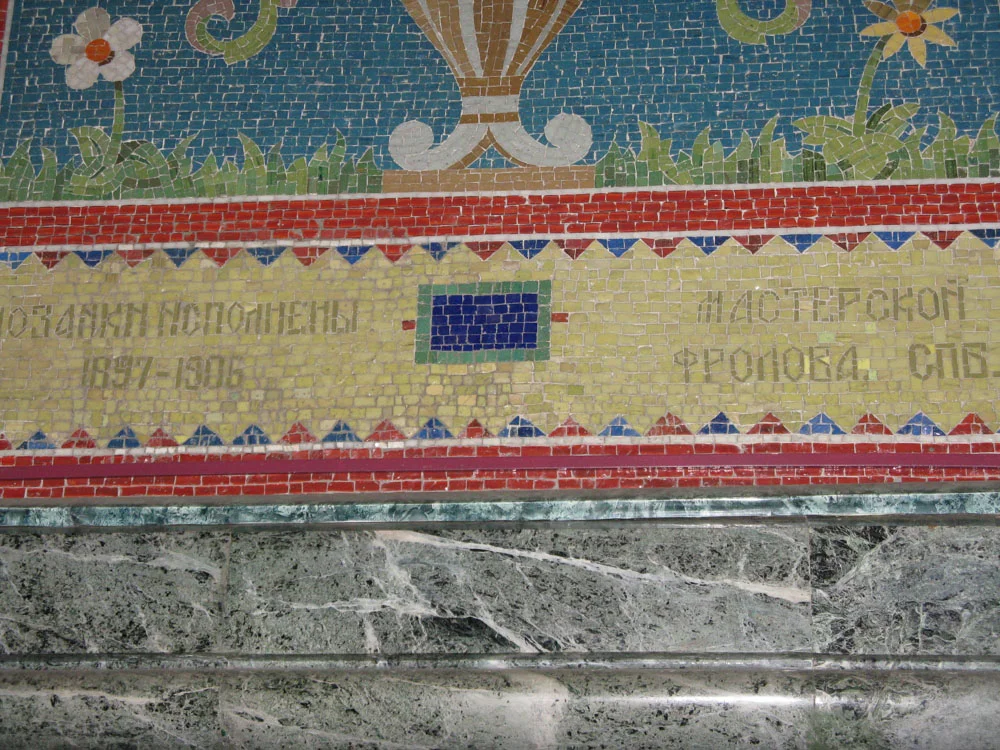 МОЗАИКИ ИСПОЛНЕНЫ
1897-1906
МАСТЕРСКОЙ
ФРОЛОВА. СПБ.